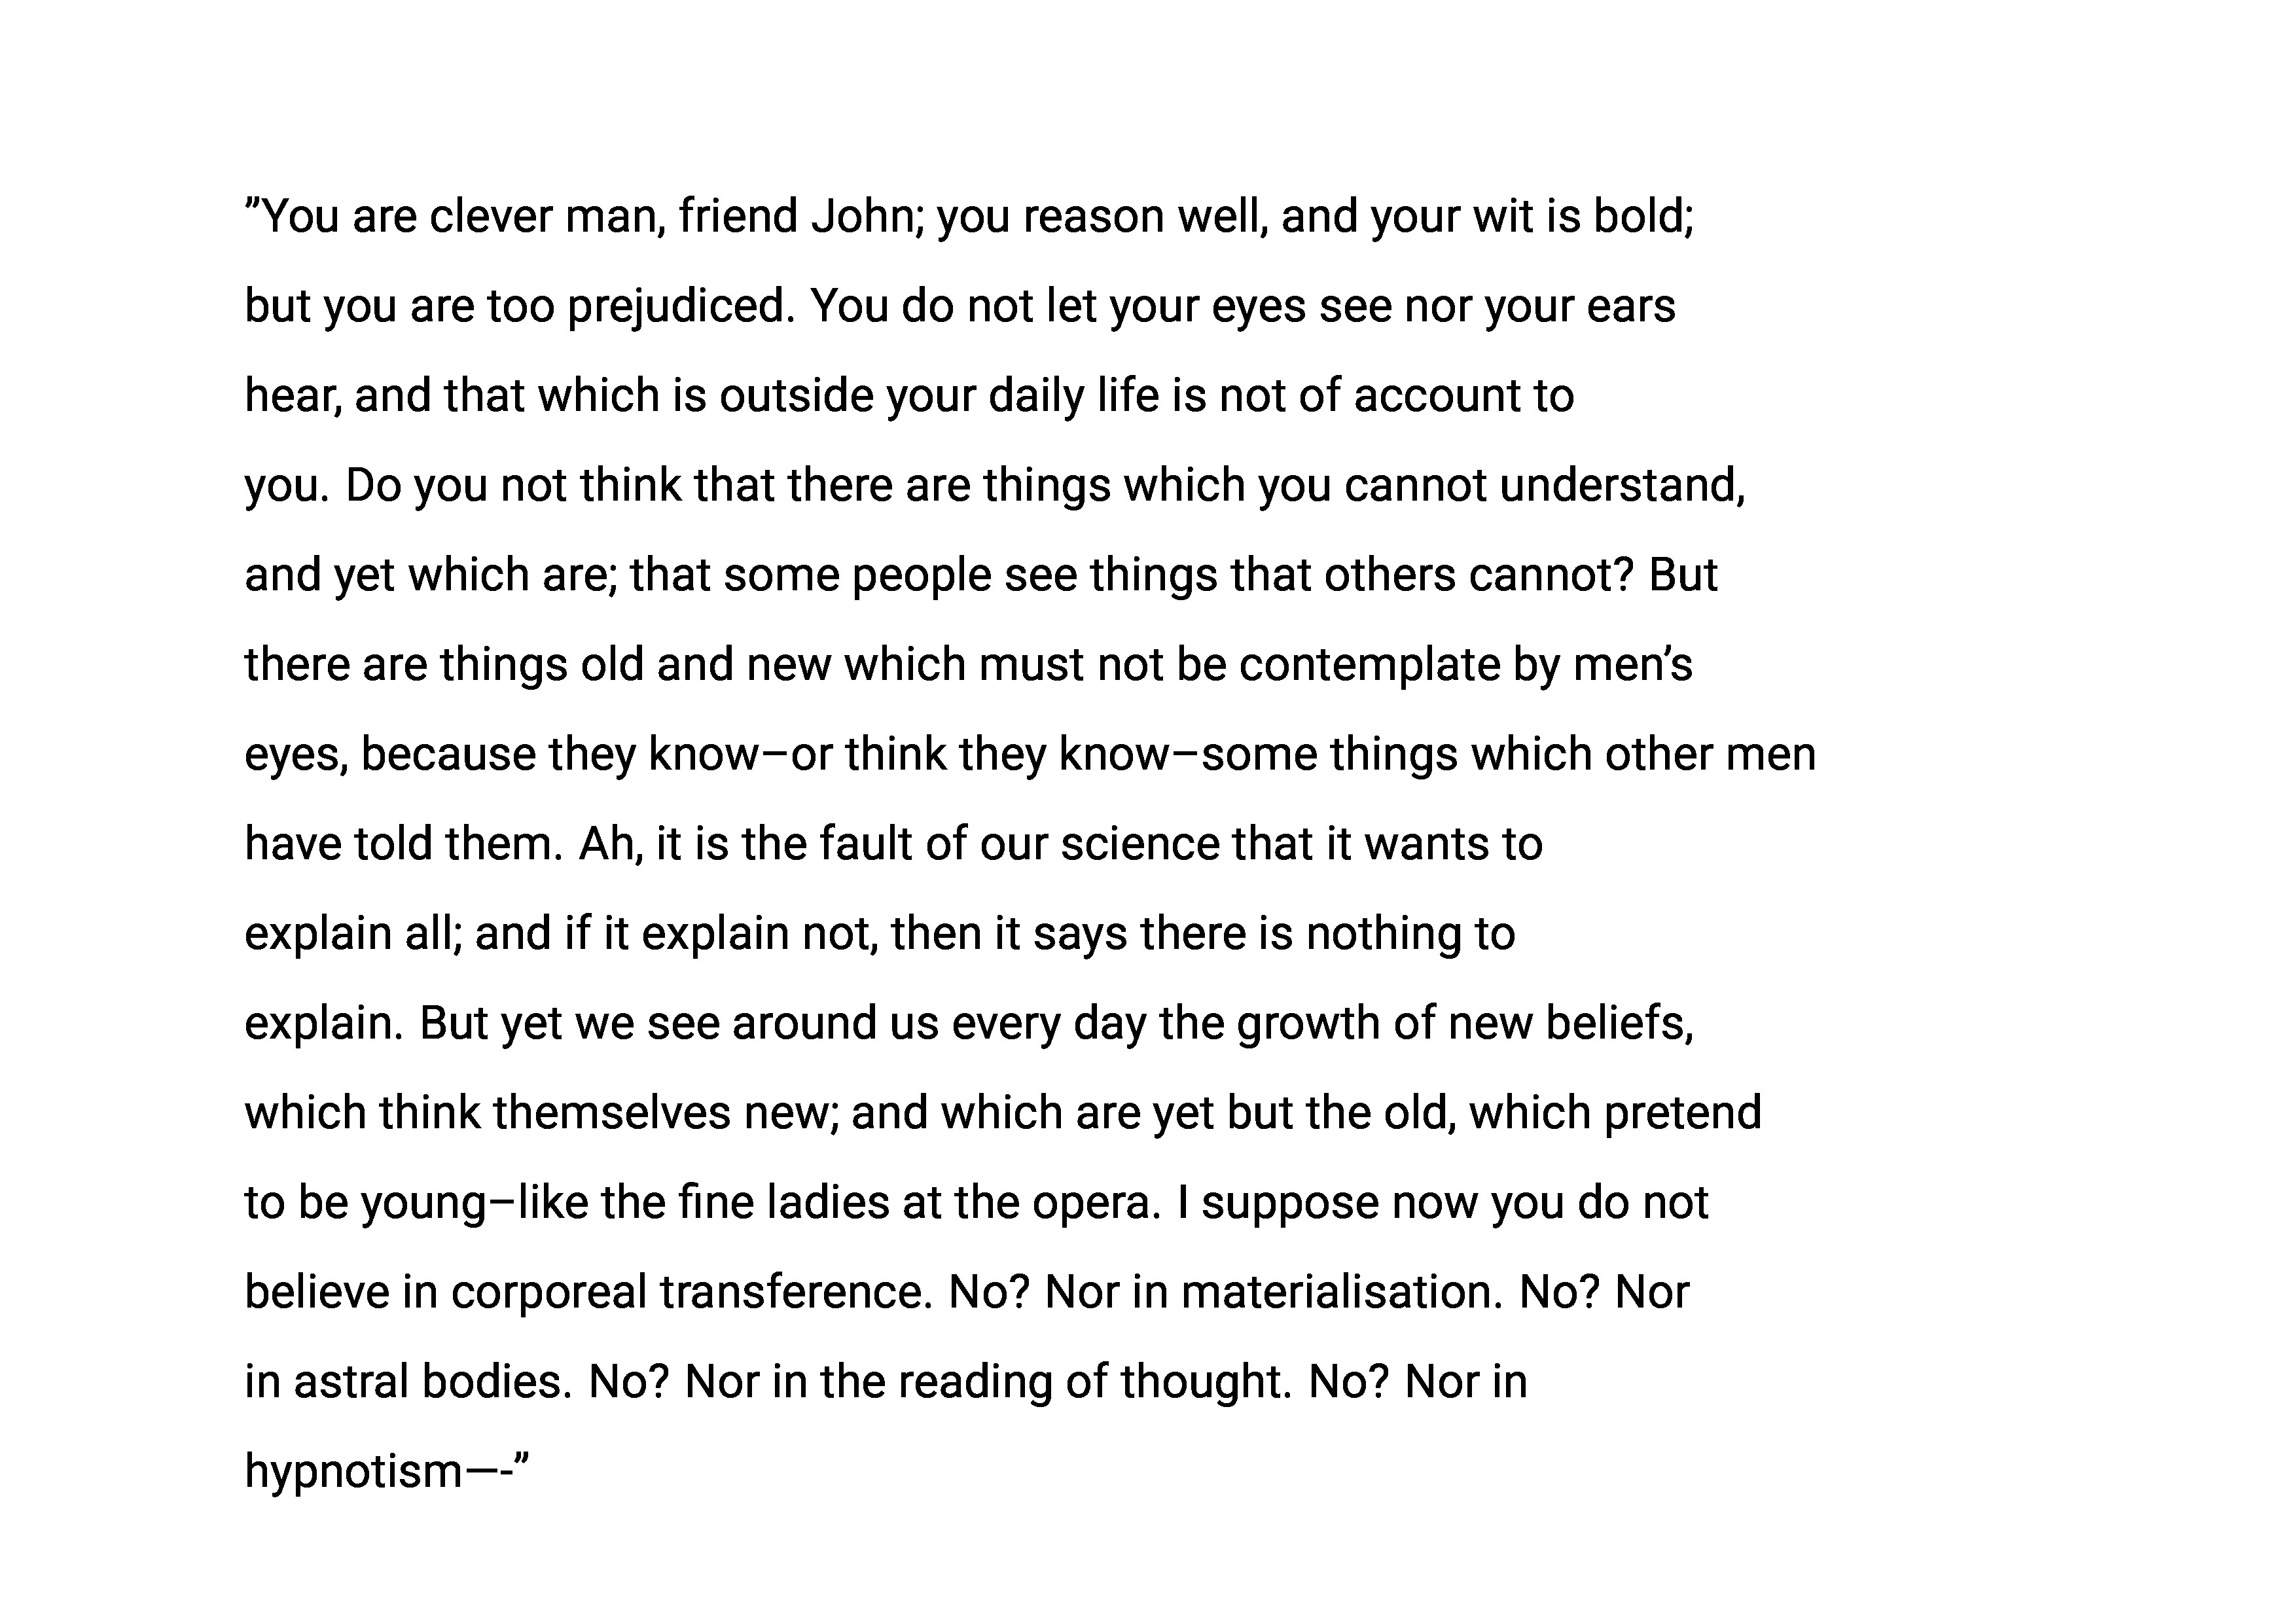 ”You are clever man, friend John; you reason well, and your wit is bold;
but you are too prejudiced. You do not let your eyes see nor your ears
hear, and that which is outside your daily life is not of account to
you. Do you not think that there are things which you cannot understand,
and yet which are; that some people see things that others cannot? But
there are things old and new which must not be contemplate by men’s
eyes, because they know–or think they know–some things which other men
have told them. Ah, it is the fault of our science that it wants to
explain all; and if it explain not, then it says there is nothing to
explain. But yet we see around us every day the growth of new beliefs,
which think themselves new; and which are yet but the old, which pretend
to be young–like the fine ladies at the opera. I suppose now you do not
believe in corporeal transference. No? Nor in materialisation. No? Nor
in astral bodies. No? Nor in the reading of thought. No? Nor in
hypnotism—-”